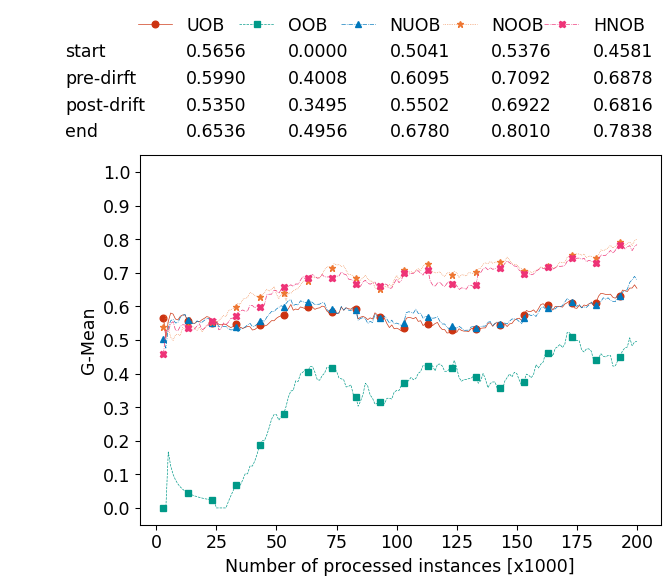 UOB OOB NUOB NOOB HNOB
start 0.5656 0.0000 0.5041 0.5376 0.4581
pre-dirft 0.5990 0.4008 0.6095 0.7092 0.6878
post-drift 0.5350 0.3495 0.5502 0.6922 0.6816
end 0.6536 0.4956 0.6780 0.8010 0.7838
1.0
0.9
0.8
0.7
0.6
0.5
0.4
0.3
0.2
0.1
0.0
G-Mean
0 25 50 75 100 125 150 175 200
Number of processed instances [x1000]